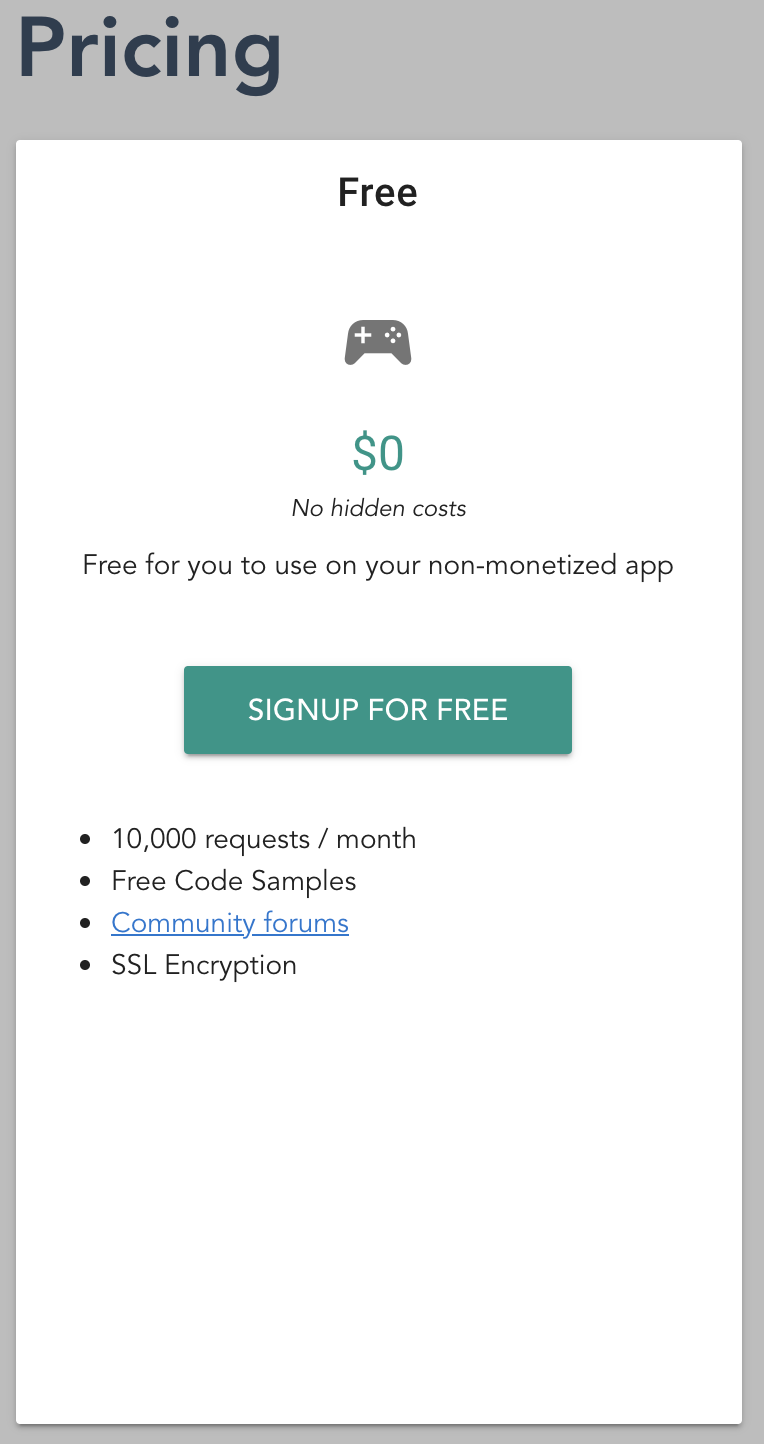 Pricing
Free
$0
No hidden costs
Free for you to use on your non-monetized app
SIGNUP FOR FREE
10,000 requests / month
Free Code Samples
Community forums
SSL Encryption